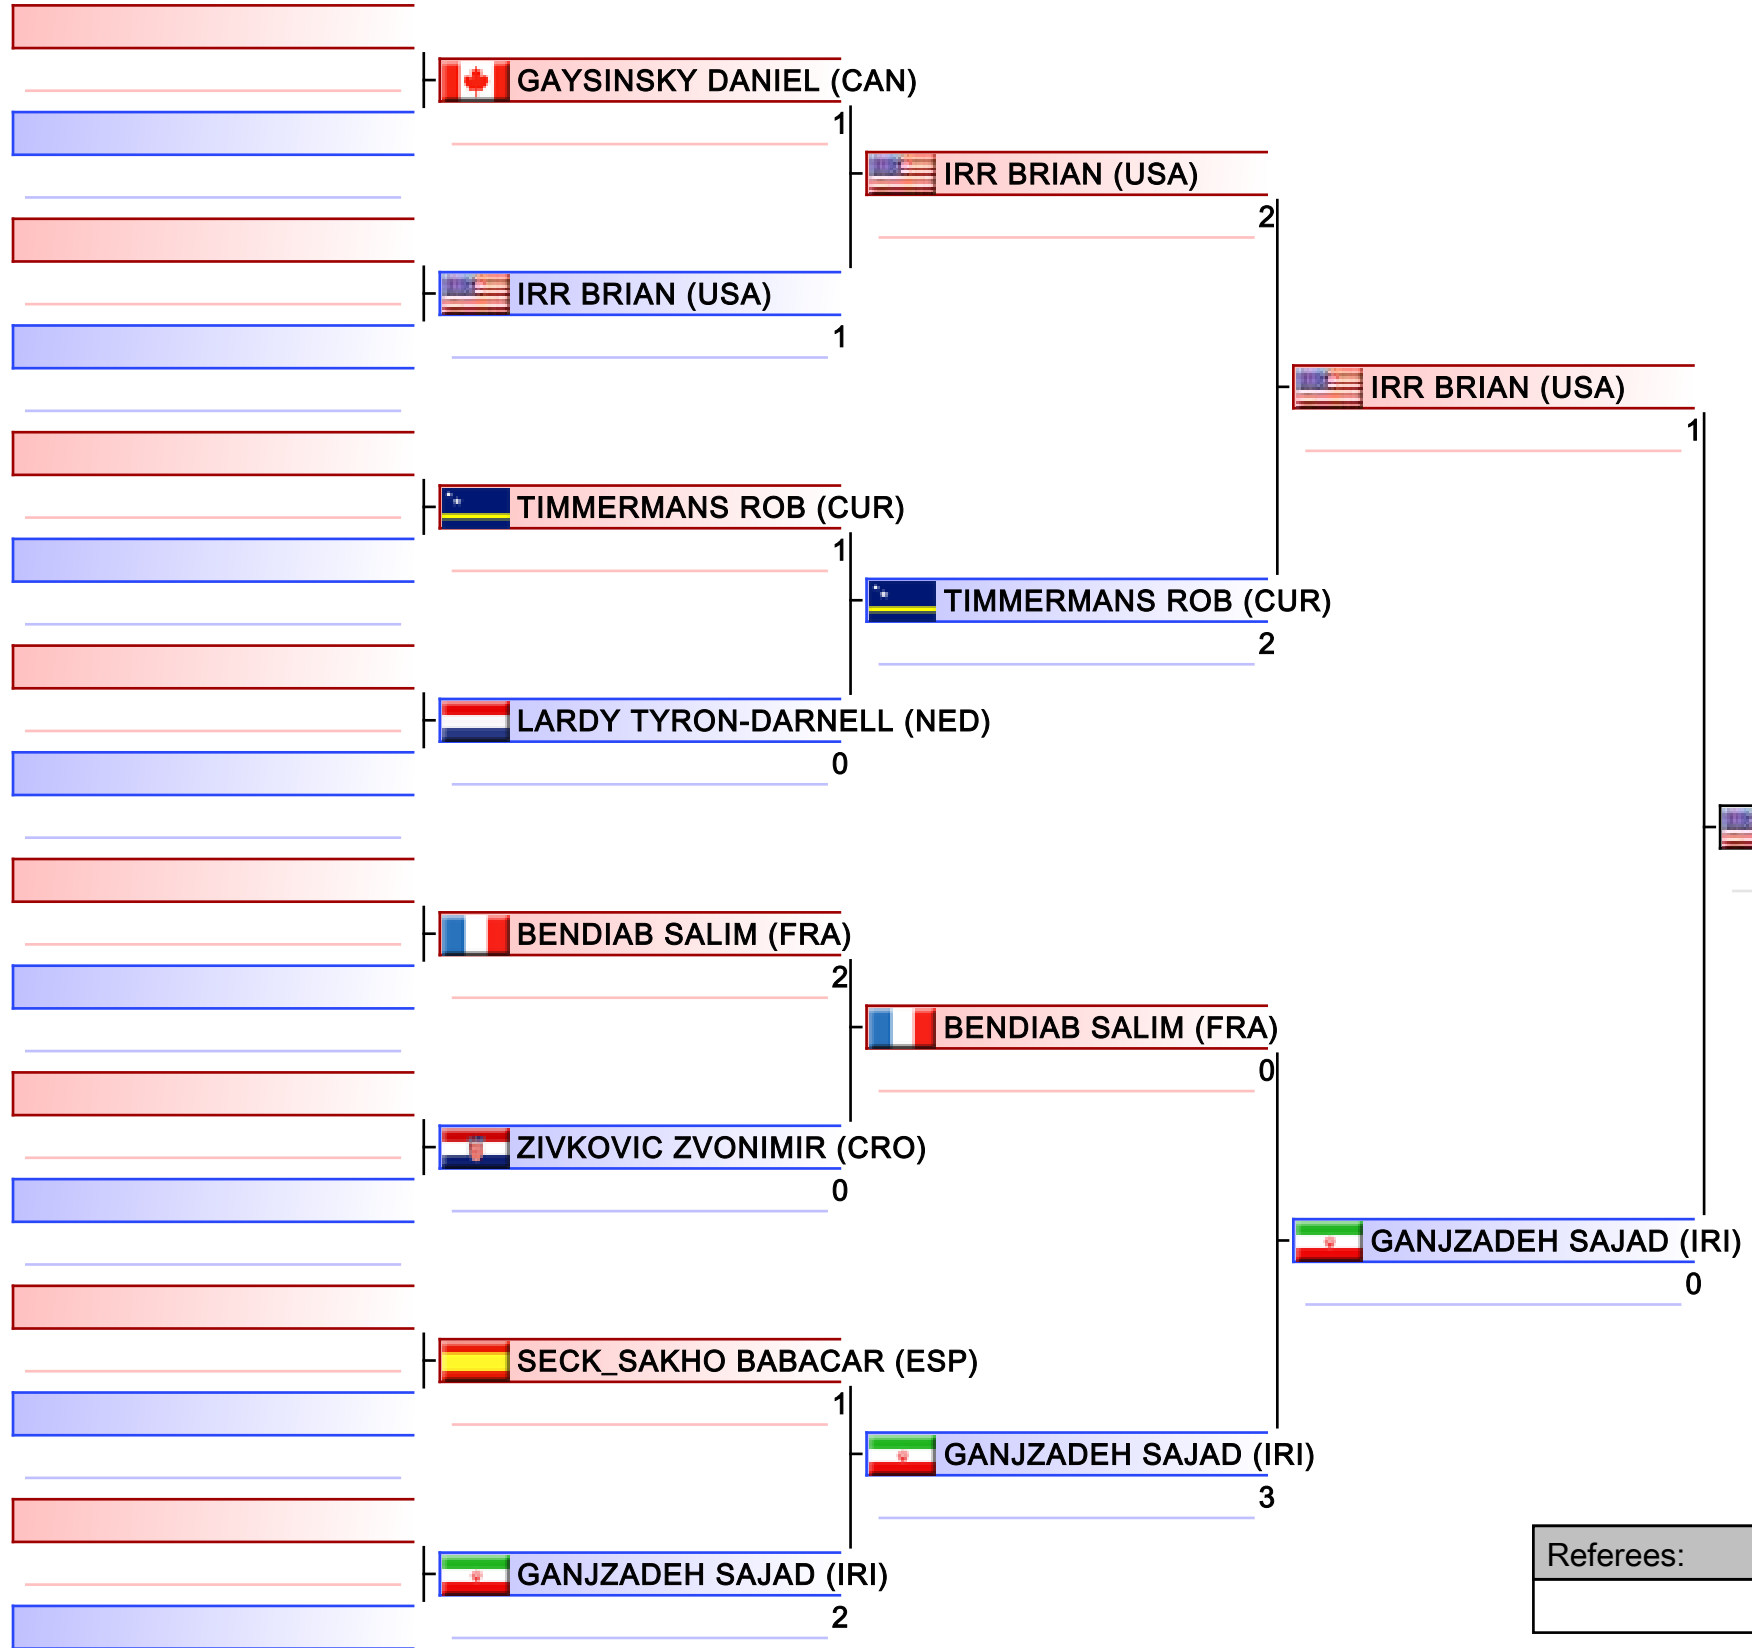 GAYSINSKY DANIEL (CAN)
1
IRR BRIAN (USA)
2
IRR BRIAN (USA)
1
IRR BRIAN (USA)
1
TIMMERMANS ROB (CUR)
1
TIMMERMANS ROB (CUR)
2
LARDY TYRON-DARNELL (NED)
0
BENDIAB SALIM (FRA)
2
BENDIAB SALIM (FRA)
0
ZIVKOVIC ZVONIMIR (CRO)
0
GANJZADEH SAJAD (IRI)
0
SECK_SAKHO BABACAR (ESP)
1
GANJZADEH SAJAD (IRI)
3
Referees:
GANJZADEH SAJAD (IRI)
2